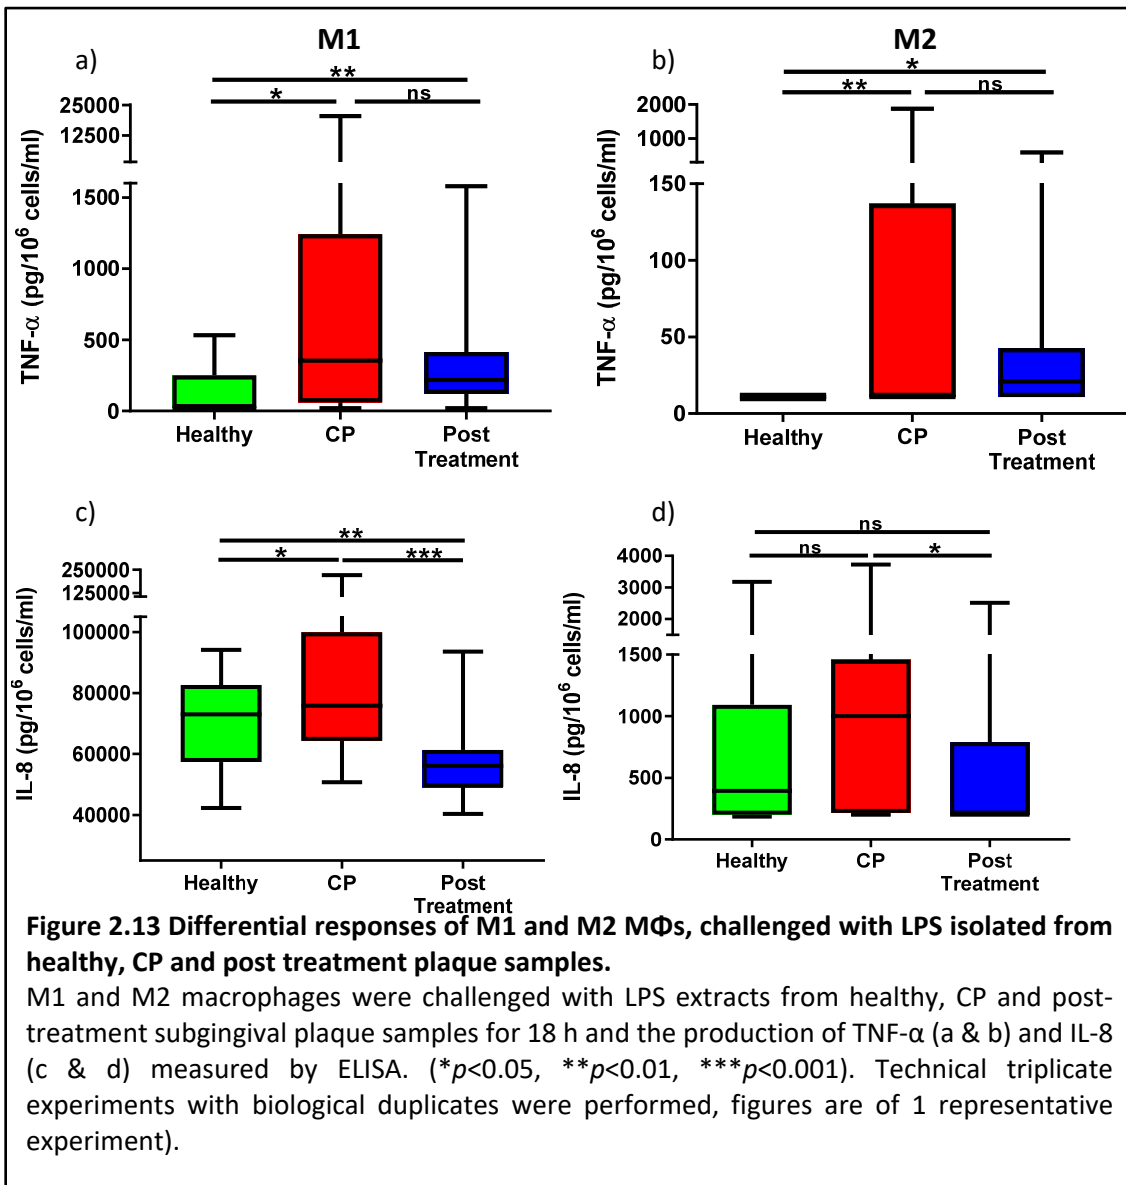 M1
M2
a)
**
*
ns
25000
12500
1500
1000
500
0
TNF-α (pg/10⁶ cells/ml)
Healthy
CP
Post
Treatment
b)
*
**
ns
2000
1000
150
100
50
0
TNF-α (pg/10⁶ cells/ml)
Healthy
CP
Post
Treatment
c)
**
*
***
250000
125000
100000
80000
60000
40000
IL-8 (pg/10⁶ cells/ml)
Healthy
CP
Post
Treatment
d)
ns
ns
*
4000
3000
2000
1500
1000
500
0
IL-8 (pg/10⁶ cells/ml)
Healthy
CP
Post
Treatment
Figure 2.13 Differential responses of M1 and M2 MΦs, challenged with LPS isolated from
healthy, CP and post treatment plaque samples.
M1 and M2 macrophages were challenged with LPS extracts from healthy, CP and post-
treatment subgingival plaque samples for 18 h and the production of TNF-α (a & b) and IL-8
(c & d) measured by ELISA. (*p<0.05, **p<0.01, ***p<0.001). Technical triplicate
experiments with biological duplicates were performed, figures are of 1 representative
experiment).